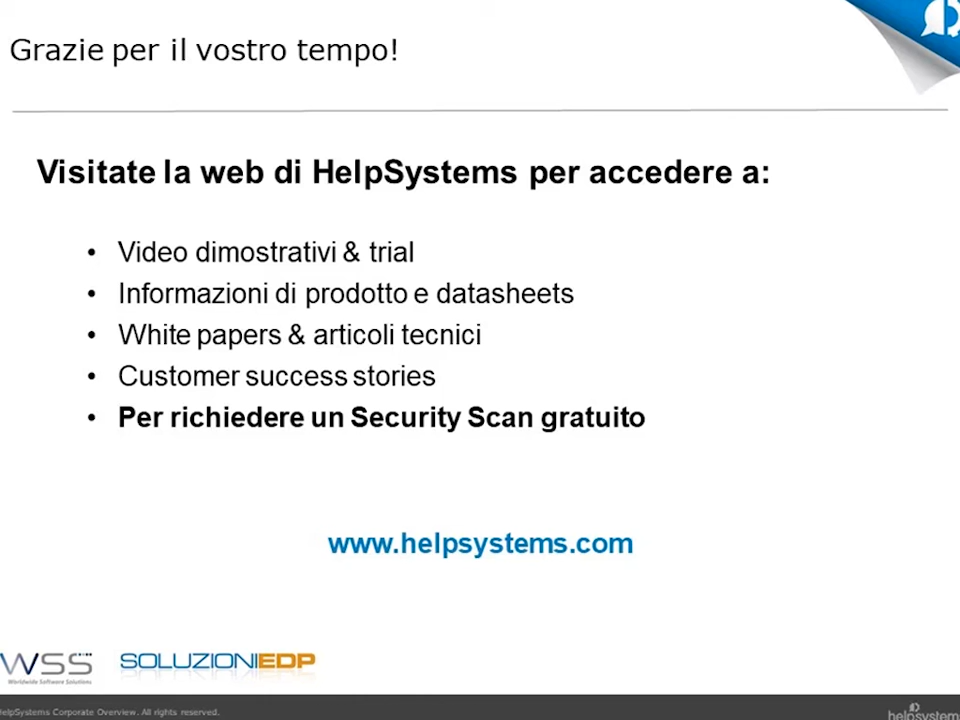 Grazie per il vostro tempo!
Visitate la web di HelpSystems per accedere a:
• Video dimostrativi & trial
• Informazioni di prodotto e datasheets
• White papers & articoli tecnici
• Customer success stories
• Per richiedere un Security Scan gratuito
www.helpsystems.com
WSS
Worldwide Software Solutions
SOLUZIONIEDP
HelpSystems Corporate Overview. All rights reserved.
helpsystems